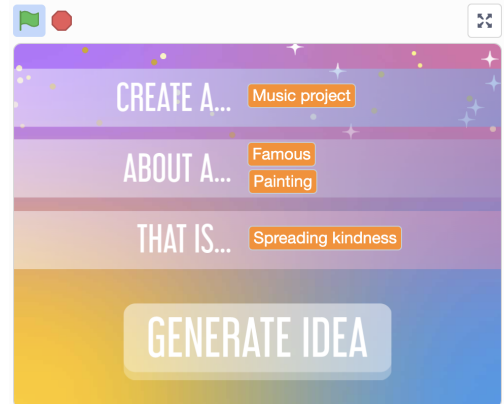 CREATE A... Music project
ABOUT A... Famous
Painting
THAT IS... Spreading kindness
GENERATE IDEA